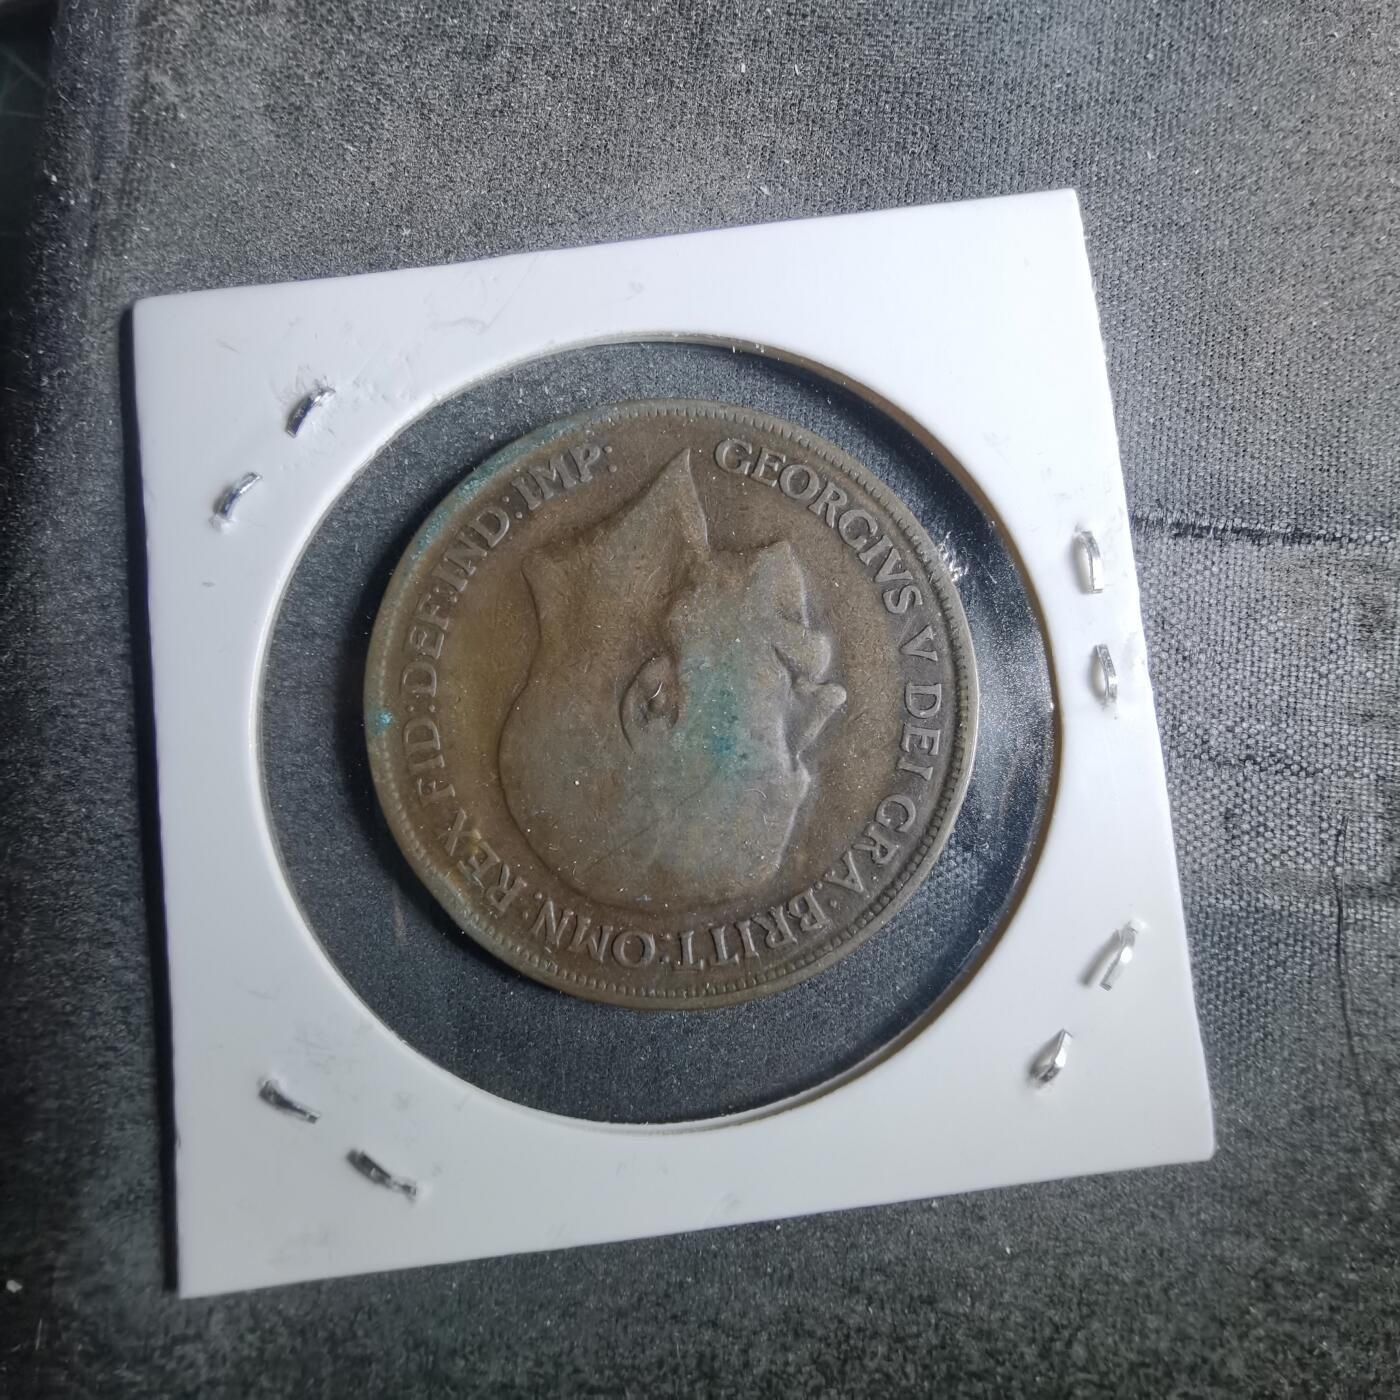 GEORGIVS V DEI GRA:BRITT:OMN:REX FID:DEF:IND:IMP: